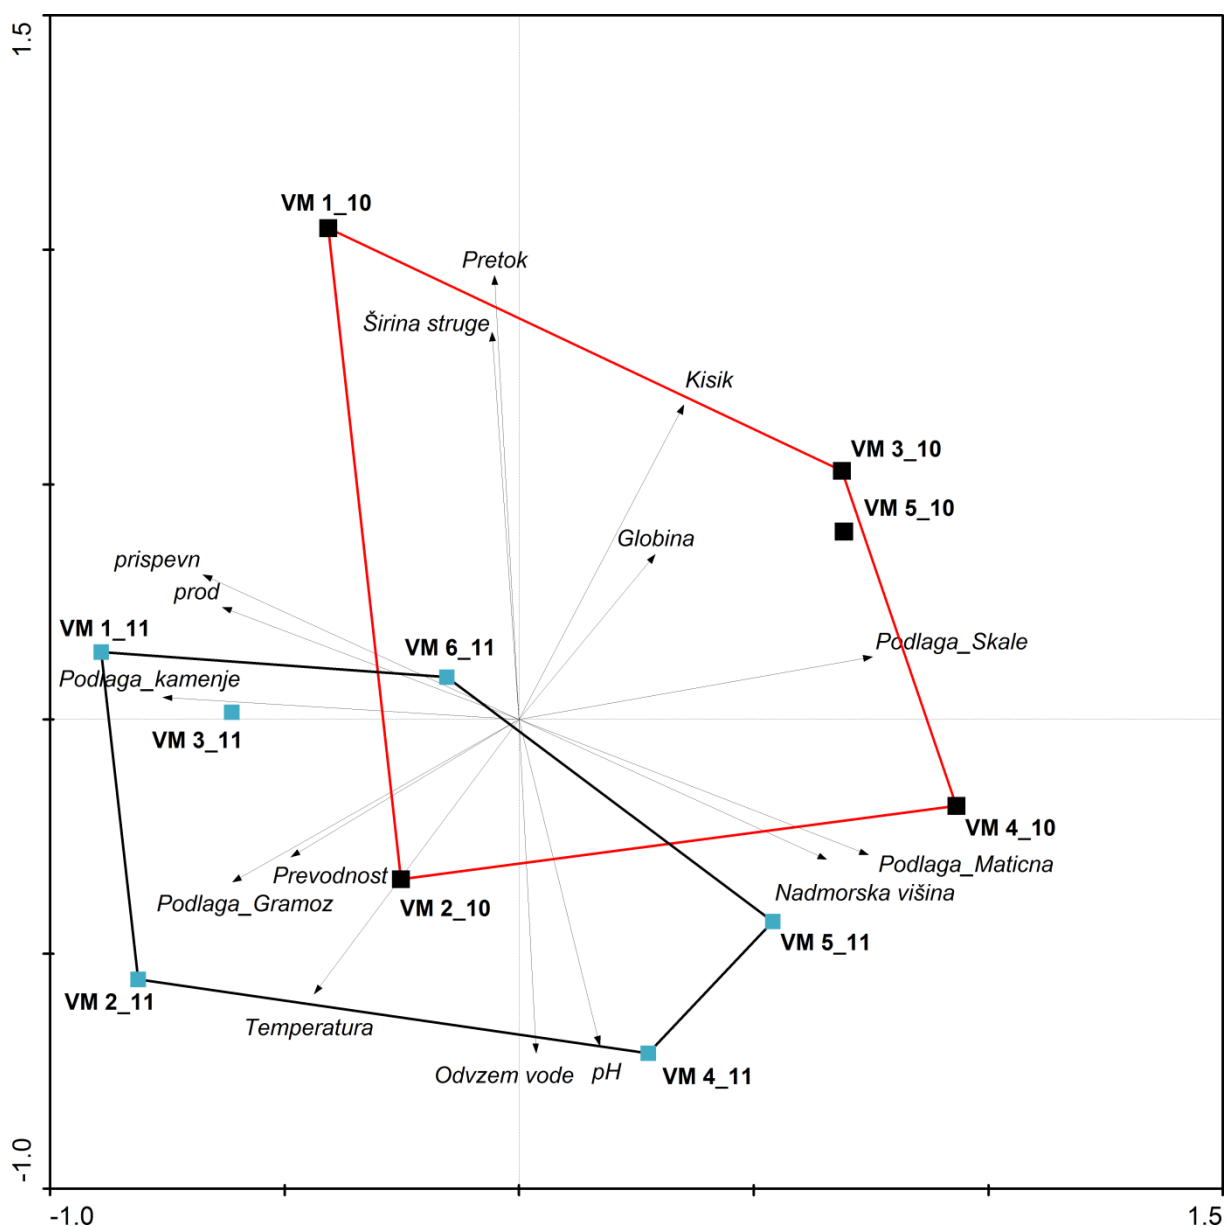 1.5
VM 1_10
Pretok
Širina struge
Kisik
VM 3_10
VM 5_10
Globina
prispevn
prod
VM 1_11
VM 6_11
Podlaga_Skale
Podlaga_kamenje
VM 3_11
VM 4_10
Podlaga_Maticna
Prevodnost
Nadmorska višina
Podlaga_Gramoz
VM 2_10
VM 5_11
VM 2_11
Temperatura
Odvzem vode
pH
VM 4_11
-1.0
-1.0
1.5